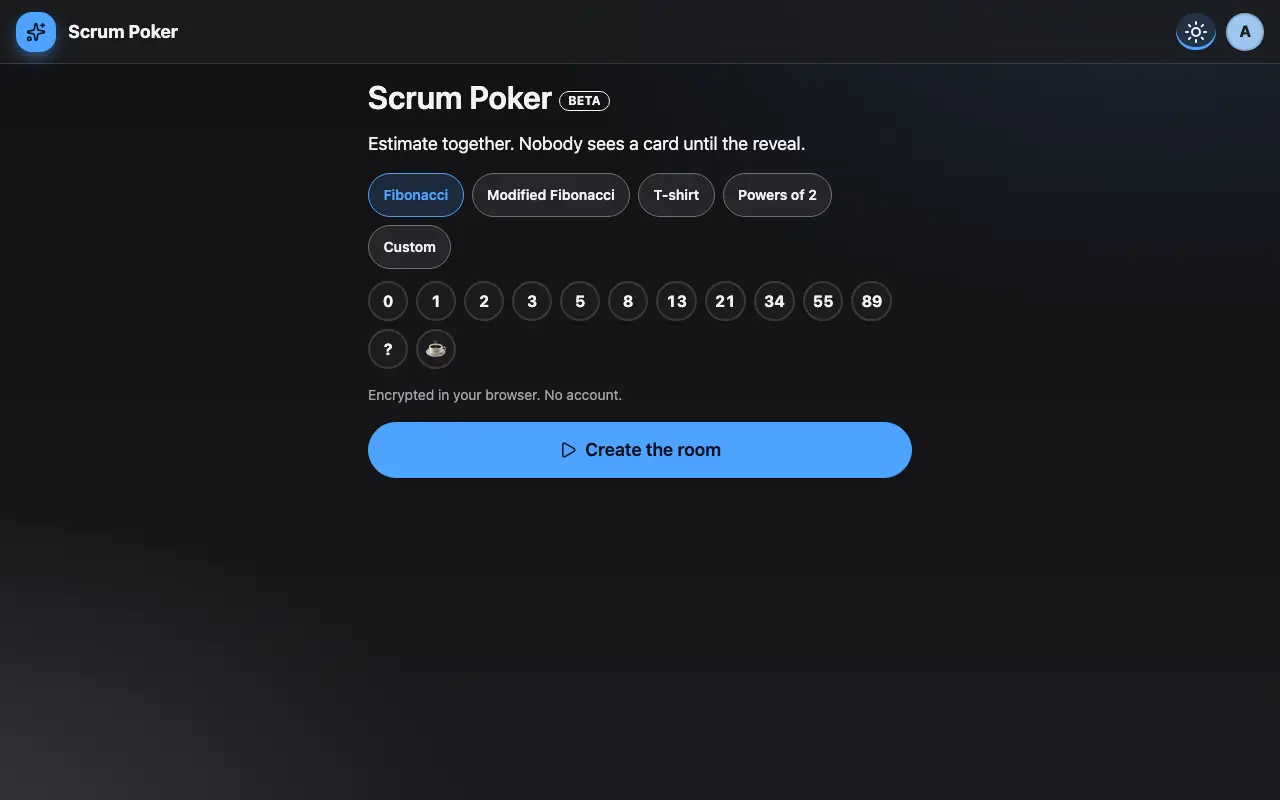 Scrum Poker
A
Scrum Poker BETA
Estimate together. Nobody sees a card until the reveal.
Fibonacci Modified Fibonacci T-shirt Powers of 2
Custom
0 1 2 3 5 8 13 21 34 55 89
? ☕
Encrypted in your browser. No account.
Create the room